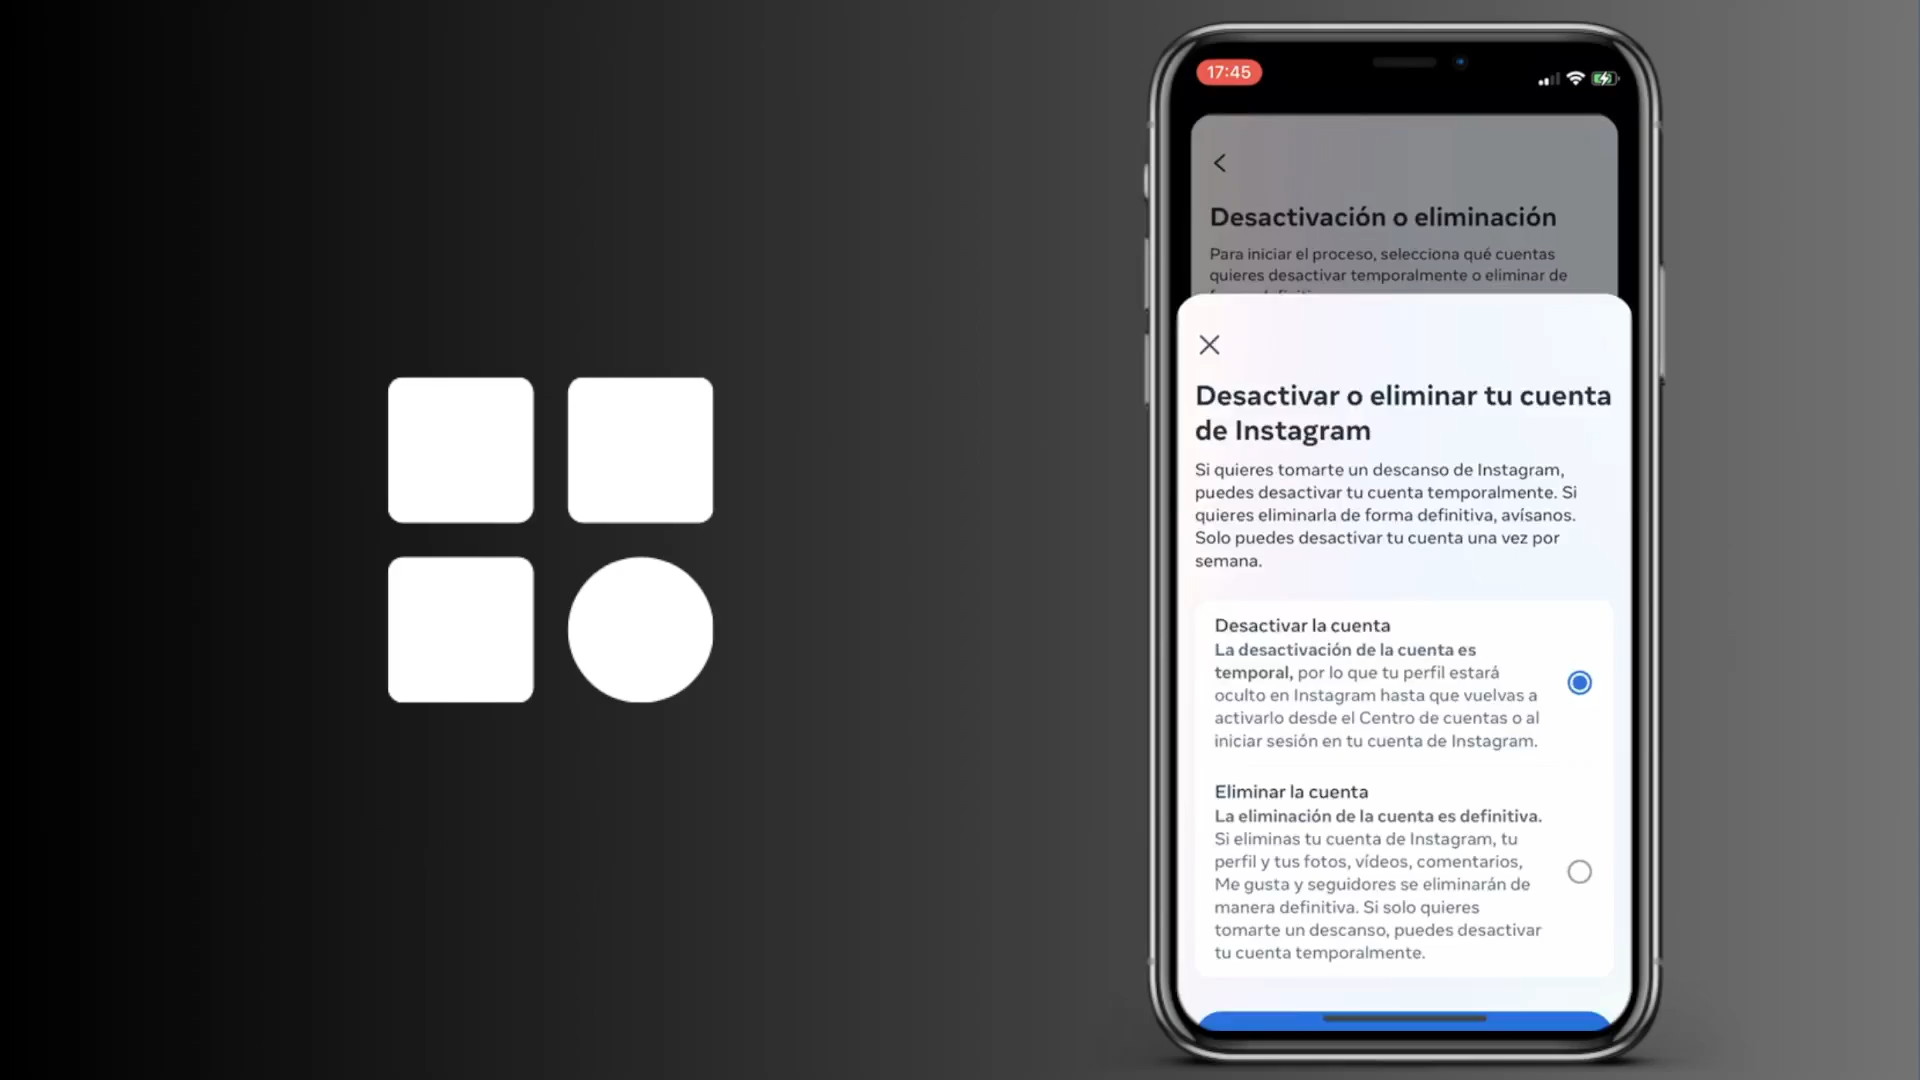 17:45
Desactivación o eliminación
Para iniciar el proceso, selecciona qué cuentas
quieres desactivar temporalmente o eliminar de
Desactivar o eliminar tu cuenta
de Instagram
Si quieres tomarte un descanso de Instagram,
puedes desactivar tu cuenta temporalmente. Si
quieres eliminarla de forma definitiva, avísanos.
Solo puedes desactivar tu cuenta una vez por
semana.
Desactivar la cuenta
La desactivación de la cuenta es
temporal, por lo que tu perfil estará
oculto en Instagram hasta que vuelvas a
activarlo desde el Centro de cuentas o al
iniciar sesión en tu cuenta de Instagram.
Eliminar la cuenta
La eliminación de la cuenta es definitiva.
Si eliminas tu cuenta de Instagram, tu
perfil y tus fotos, vídeos, comentarios,
Me gusta y seguidores se eliminarán de
manera definitiva. Si solo quieres
tomarte un descanso, puedes desactivar
tu cuenta temporalmente.